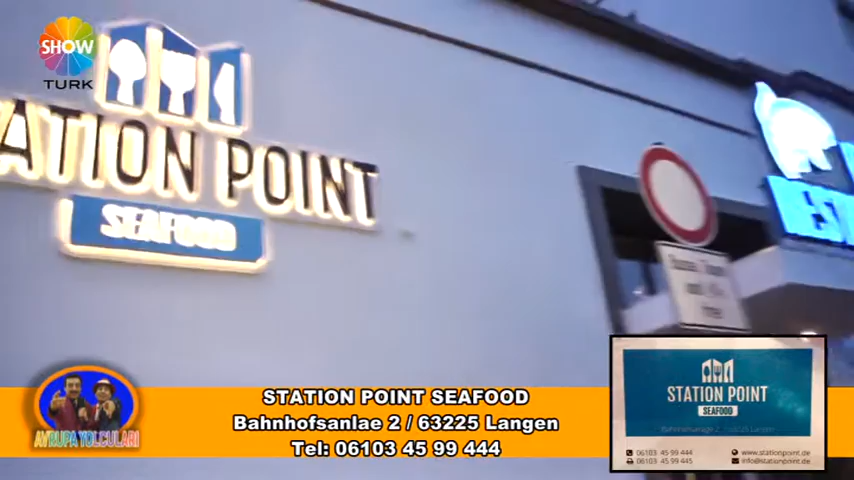 SHOW
TURK
ATION POINT
SEAFOOD
STATION POINT SEAFOOD
Bahnhofsanlae 2 / 63225 Langen
Tel: 06103 45 99 444
AVRUPA YOLCULARI
STATION POINT
SEAFOOD
06103 45 99 444
www.stationpoint.de
06103 45 99 445
info@stationpoint.de